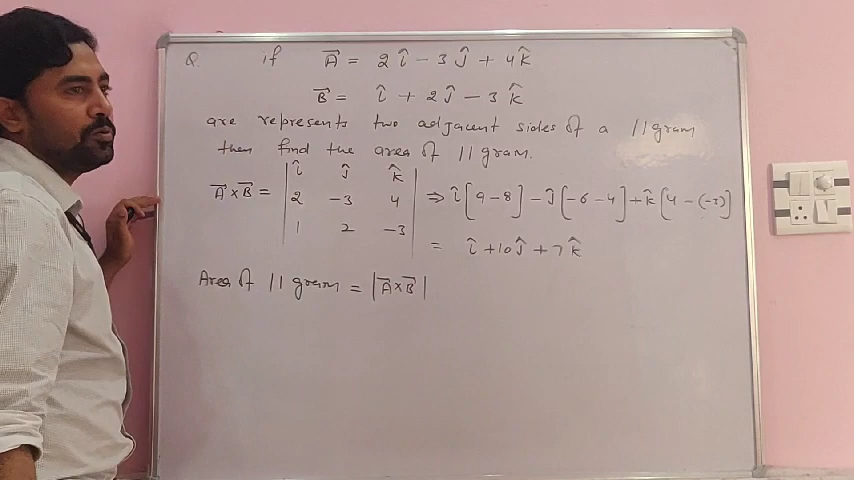 Q. if A⃗ = 2î - 3ĵ + 4k̂
B⃗ = î + 2ĵ - 3k̂
are represents two adjacent sides of a //gram
then find the area of //gram.
A⃗×B⃗ = | î ĵ k̂ |
| 2 -3 4 | ⇒ î[9-8] - ĵ[-6-4] + k̂[4-(-3)]
| 1 2 -3 |
= î + 10ĵ + 7k̂
Area of //gram = |A⃗×B⃗|